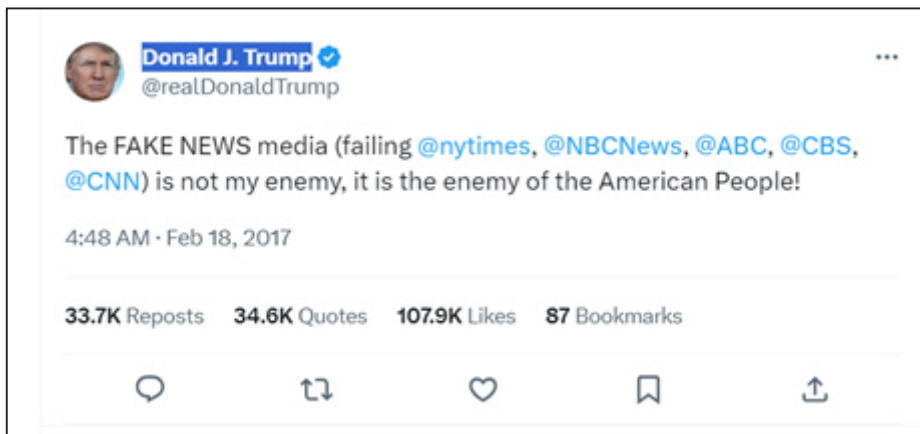 Donald J. Trump
@realDonaldTrump
The FAKE NEWS media (failing @nytimes, @NBCNews, @ABC, @CBS,
@CNN) is not my enemy, it is the enemy of the American People!
4:48 AM · Feb 18, 2017
33.7K Reposts 34.6K Quotes 107.9K Likes 87 Bookmarks